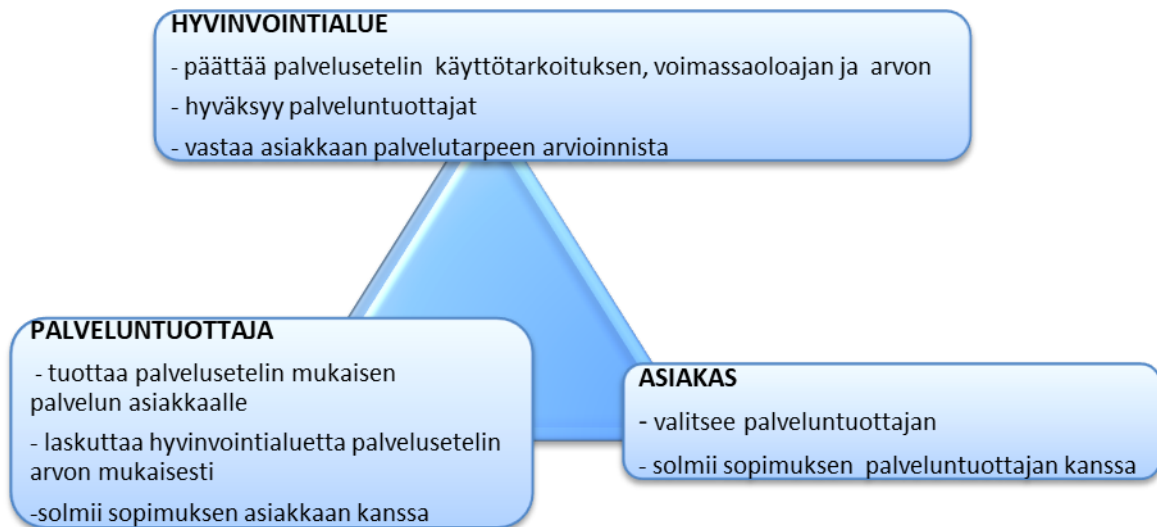 HYVINVOINTIALUE
- päättää palvelusetelin käyttötarkoituksen, voimassaoloajan ja arvon
- hyväksyy palveluntuottajat
- vastaa asiakkaan palvelutarpeen arvioinnista
PALVELUNTUOTTAJA
- tuottaa palvelusetelin mukaisen
palvelun asiakkaalle
- laskuttaa hyvinvointialuetta palvelusetelin
arvon mukaisesti
-solmii sopimuksen asiakkaan kanssa
ASIAKAS
- valitsee palveluntuottajan
- solmii sopimuksen palveluntuottajan kanssa